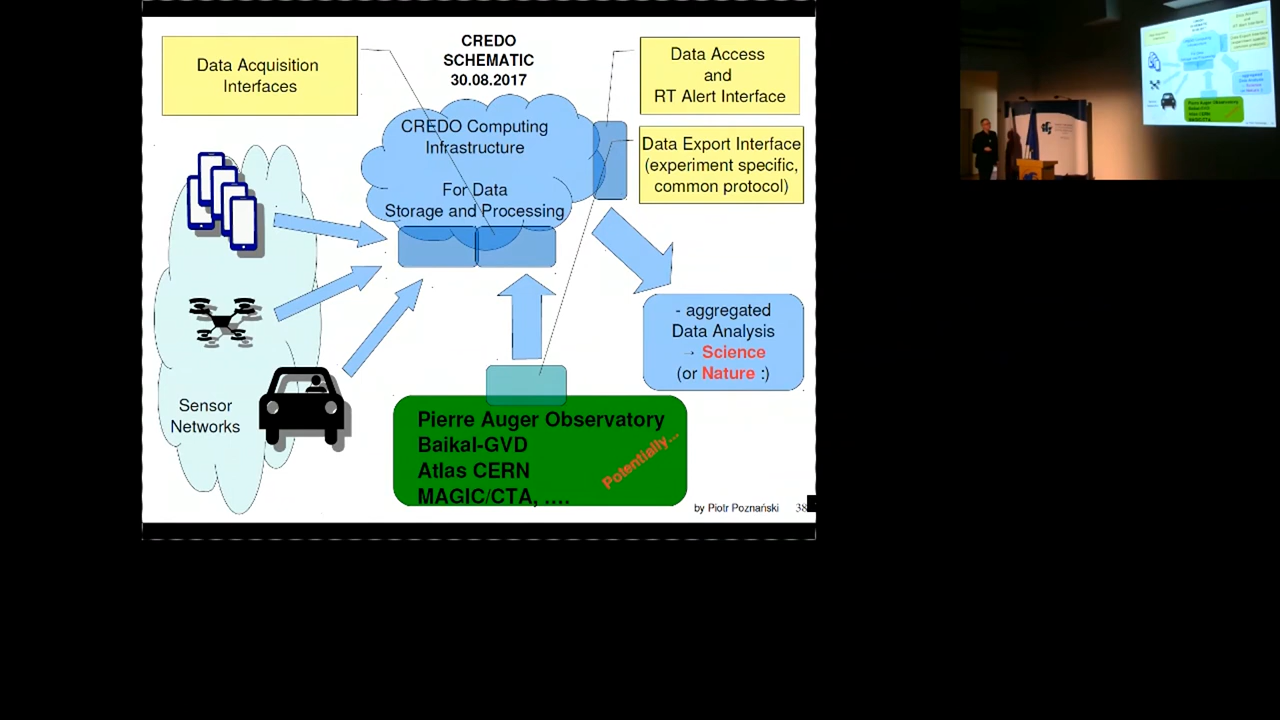 CREDO
SCHEMATIC
30.08.2017
Data Acquisition
Interfaces
Data Access
and
RT Alert Interface
CREDO Computing
Infrastructure
For Data
Storage and Processing
Data Export Interface
(experiment specific,
common protocol)
- aggregated
Data Analysis
→ Science
(or Nature :)
Sensor
Networks
Pierre Auger Observatory
Baikal-GVD
Atlas CERN
MAGIC/CTA, ....
Potentially...
by Piotr Poznański
38